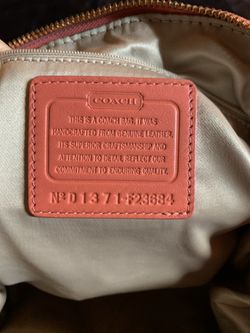 COACH
THIS IS A COACH BAG. IT WAS
HANDCRAFTED FROM GENUINE LEATHER.
ITS SUPERIOR CRAFTSMANSHIP AND
ATTENTION TO DETAIL REFLECT OUR
COMMITMENT TO ENDURING QUALITY.
Nº D1371-F23684